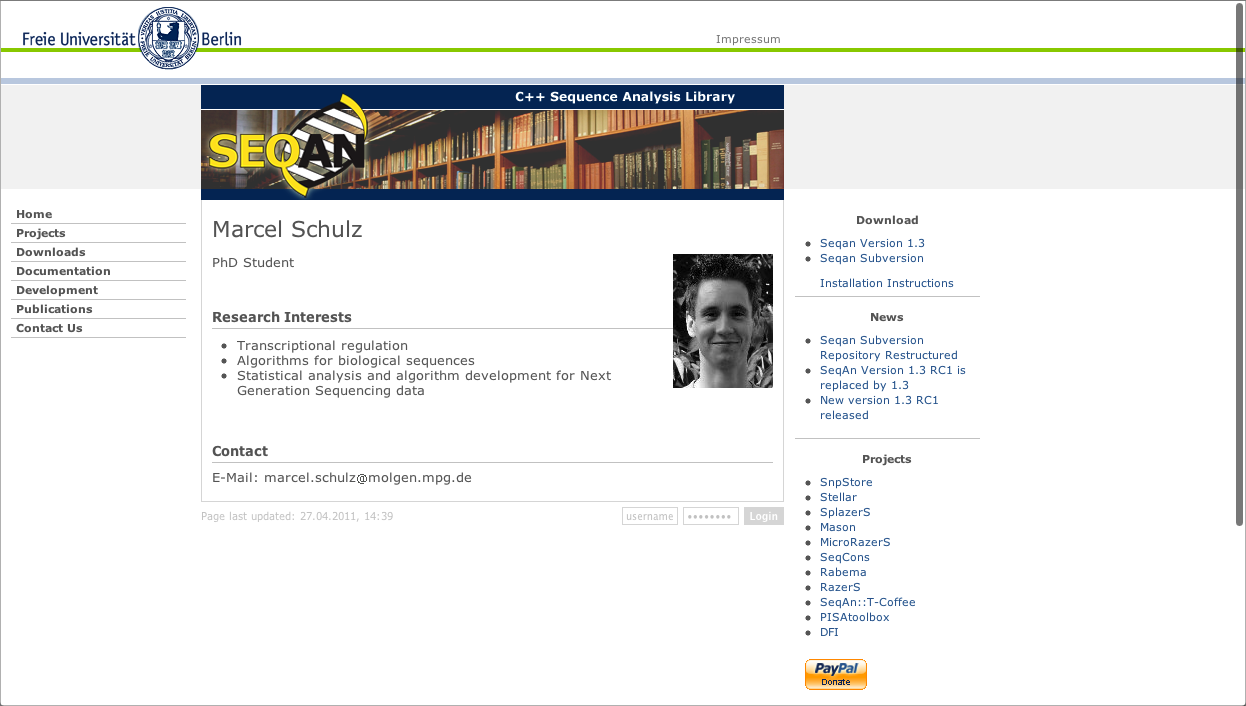 Freie Universität Berlin
Impressum
C++ Sequence Analysis Library
SEQAN
Home
Projects
Downloads
Documentation
Development
Publications
Contact Us
Marcel Schulz
PhD Student
Research Interests
Transcriptional regulation
Algorithms for biological sequences
Statistical analysis and algorithm development for Next
Generation Sequencing data
Contact
E-Mail: marcel.schulz@molgen.mpg.de
Page last updated: 27.04.2011, 14:39
username
••••••••
Login
Download
Seqan Version 1.3
Seqan Subversion
Installation Instructions
News
Seqan Subversion
Repository Restructured
SeqAn Version 1.3 RC1 is
replaced by 1.3
New version 1.3 RC1
released
Projects
SnpStore
Stellar
SplazerS
Mason
MicroRazerS
SeqCons
Rabema
RazerS
SeqAn::T-Coffee
PISAtoolbox
DFI
PayPal
Donate